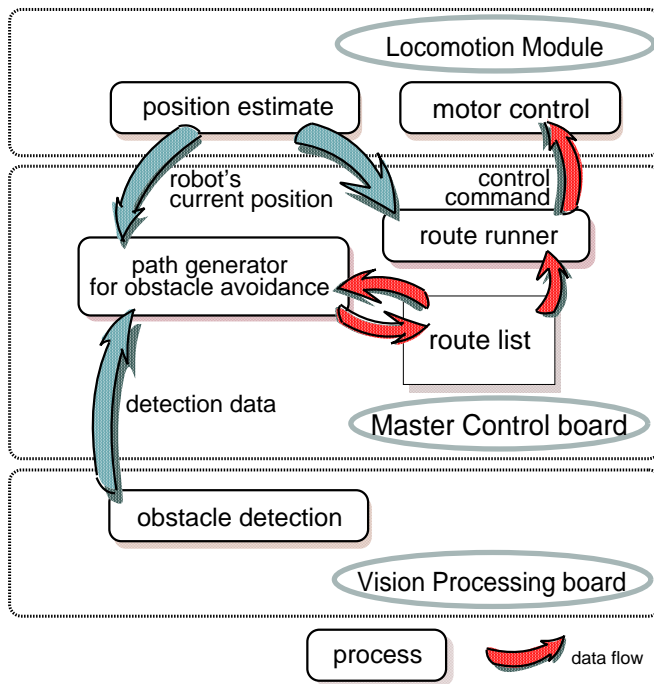 Locomotion Module
position estimate
motor control
robot's
current position
control
command
route runner
path generator
for obstacle avoidance
route list
detection data
Master Control board
obstacle detection
Vision Processing board
process
data flow